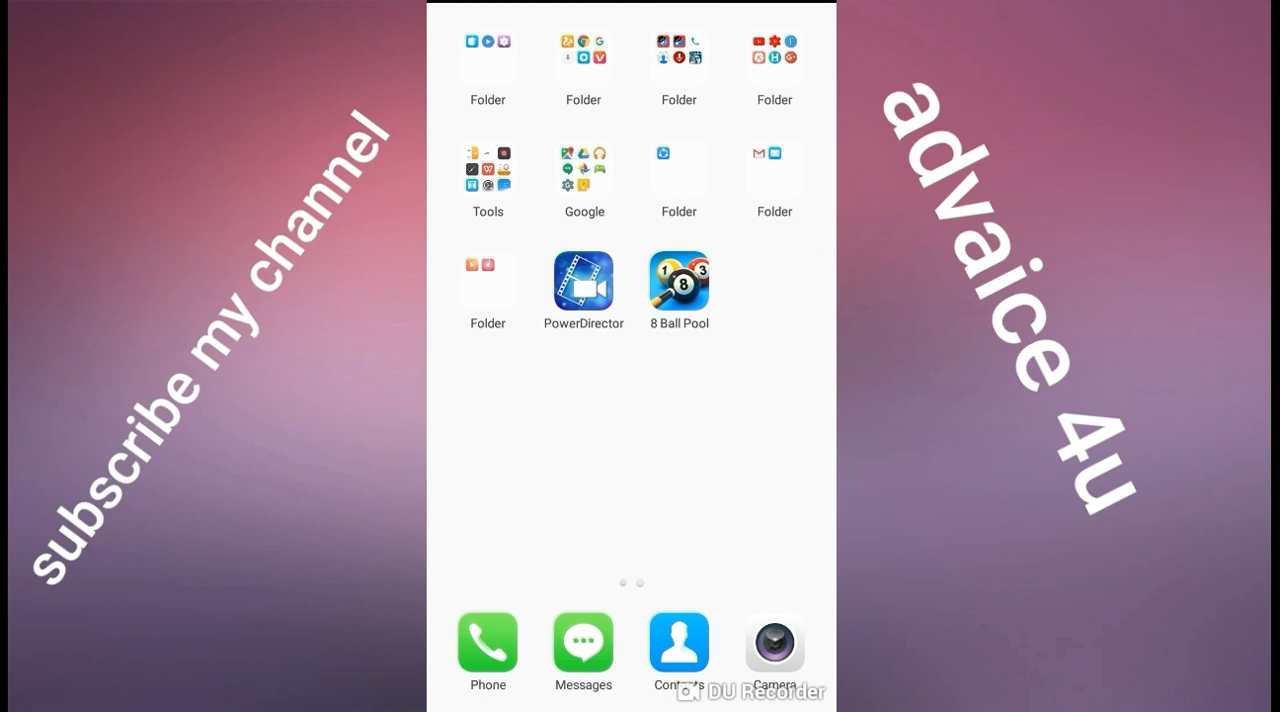 subscribe my channel
advaice 4u
Folder
Folder
Folder
Folder
Tools
Google
Folder
Folder
Folder
PowerDirector
8 Ball Pool
Phone
Messages
Contacts
Camera
DU Recorder